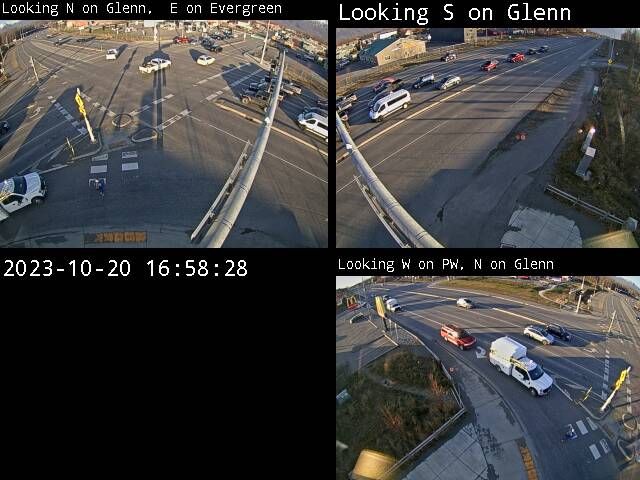 Looking N on Glenn, E on Evergreen
Looking S on Glenn
2023-10-20 16:58:28
Looking W on PW, N on Glenn